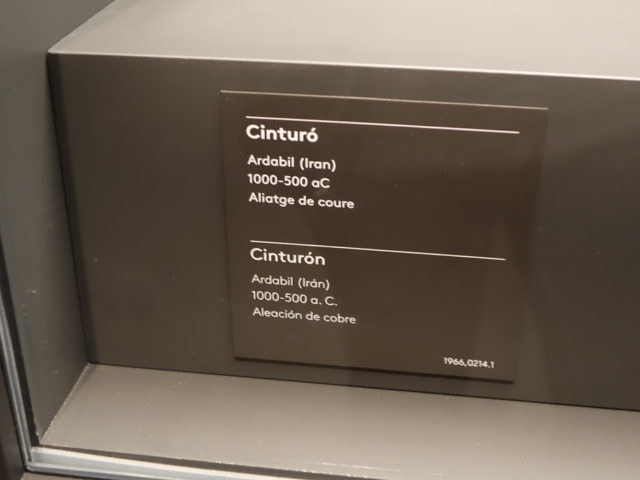 Cinturó
Ardabil (Iran)
1000-500 aC
Aliatge de coure
Cinturón
Ardabil (Irán)
1000-500 a. C.
Aleación de cobre
1966,0214.1